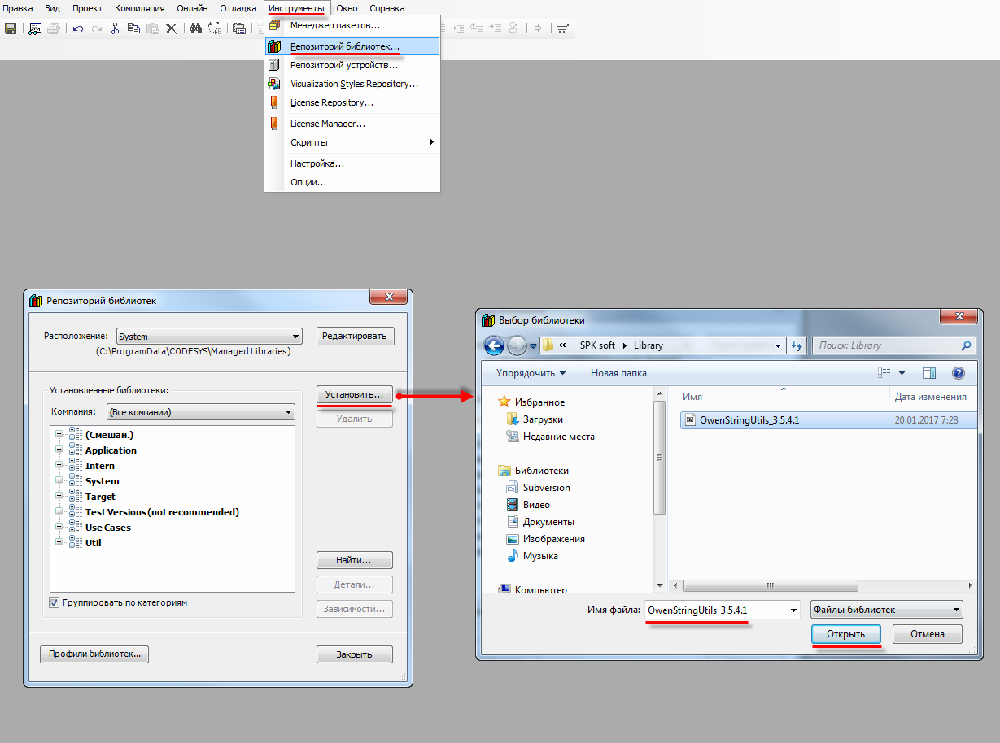 Правка Вид Проект Компиляция Онлайн Отладка Инструменты Окно Справка
Менеджер пакетов...
Репозиторий библиотек...
Репозиторий устройств...
Visualization Styles Repository...
License Repository...
License Manager...
Скрипты
Настройка...
Опции...
Репозиторий библиотек
Расположение: System Редактировать
(C:\ProgramData\CODESYS\Managed Libraries)
Установленные библиотеки:
Установить...
Компания: (Все компании)
Удалить
(Смешан.)
Application
Intern
System
Target
Test Versions(not recommended)
Use Cases
Util
Найти...
Детали...
Зависимости...
Группировать по категориям
Профили библиотек... Закрыть
Выбор библиотеки
« __SPK soft Library Поиск: Library
Упорядочить Новая папка
Имя Дата изменения
OwenStringUtils_3.5.4.1 20.01.2017 7:28
Избранное
Загрузки
Недавние места
Библиотеки
Subversion
Видео
Документы
Изображения
Музыка
Компьютер
Имя файла: OwenStringUtils_3.5.4.1 Файлы библиотек
Открыть Отмена